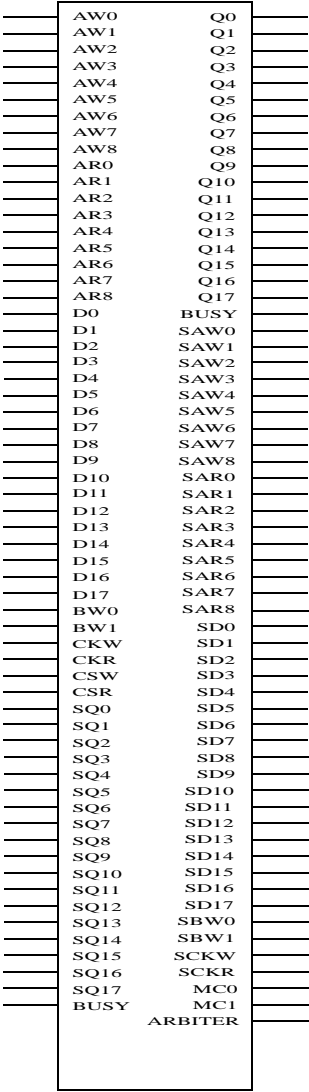 AW0 Q0
AW1 Q1
AW2 Q2
AW3 Q3
AW4 Q4
AW5 Q5
AW6 Q6
AW7 Q7
AW8 Q8
AR0 Q9
AR1 Q10
AR2 Q11
AR3 Q12
AR4 Q13
AR5 Q14
AR6 Q15
AR7 Q16
AR8 Q17
D0 BUSY
D1 SAW0
D2 SAW1
D3 SAW2
D4 SAW3
D5 SAW4
D6 SAW5
D7 SAW6
D8 SAW7
D9 SAW8
D10 SAR0
D11 SAR1
D12 SAR2
D13 SAR3
D14 SAR4
D15 SAR5
D16 SAR6
D17 SAR7
BW0 SAR8
BW1 SD0
CKW SD1
CKR SD2
CSW SD3
CSR SD4
SQ0 SD5
SQ1 SD6
SQ2 SD7
SQ3 SD8
SQ4 SD9
SQ5 SD10
SQ6 SD11
SQ7 SD12
SQ8 SD13
SQ9 SD14
SQ10 SD15
SQ11 SD16
SQ12 SD17
SQ13 SBW0
SQ14 SBW1
SQ15 SCKW
SQ16 SCKR
SQ17 MC0
BUSY MC1
ARBITER